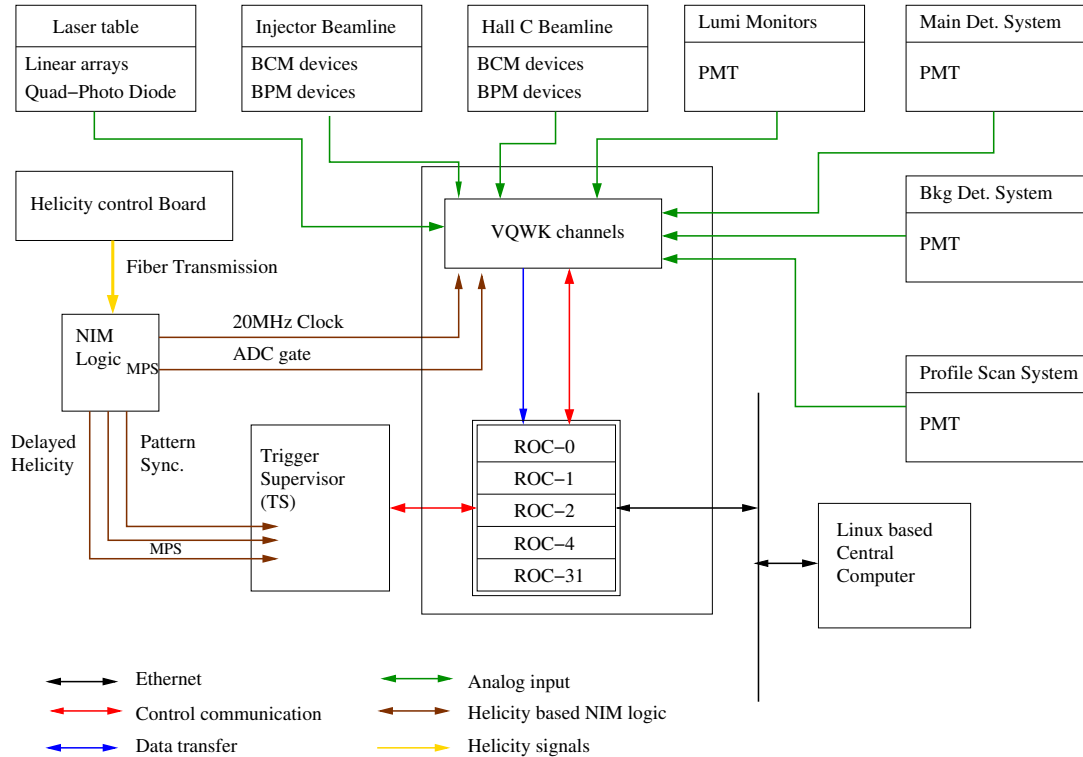 Laser table
Linear arrays
Quad−Photo Diode
Injector Beamline
BCM devices
BPM devices
Hall C Beamline
BCM devices
BPM devices
Lumi Monitors
PMT
Main Det. System
PMT
Helicity control Board
VQWK channels
Bkg Det. System
PMT
Fiber Transmission
NIM
Logic
MPS
20MHz Clock
ADC gate
Profile Scan System
PMT
Delayed
Helicity
Pattern
Sync.
MPS
Trigger
Supervisor
(TS)
ROC−0
ROC−1
ROC−2
ROC−4
ROC−31
Linux based
Central
Computer
Ethernet
Control communication
Data transfer
Analog input
Helicity based NIM logic
Helicity signals